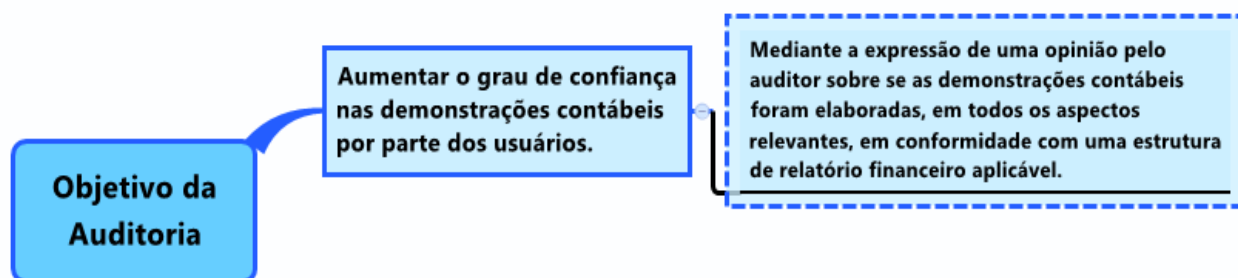 Objetivo da
Auditoria
Aumentar o grau de confiança
nas demonstrações contábeis
por parte dos usuários.
Mediante a expressão de uma opinião pelo
auditor sobre se as demonstrações contábeis
foram elaboradas, em todos os aspectos
relevantes, em conformidade com uma estrutura
de relatório financeiro aplicável.